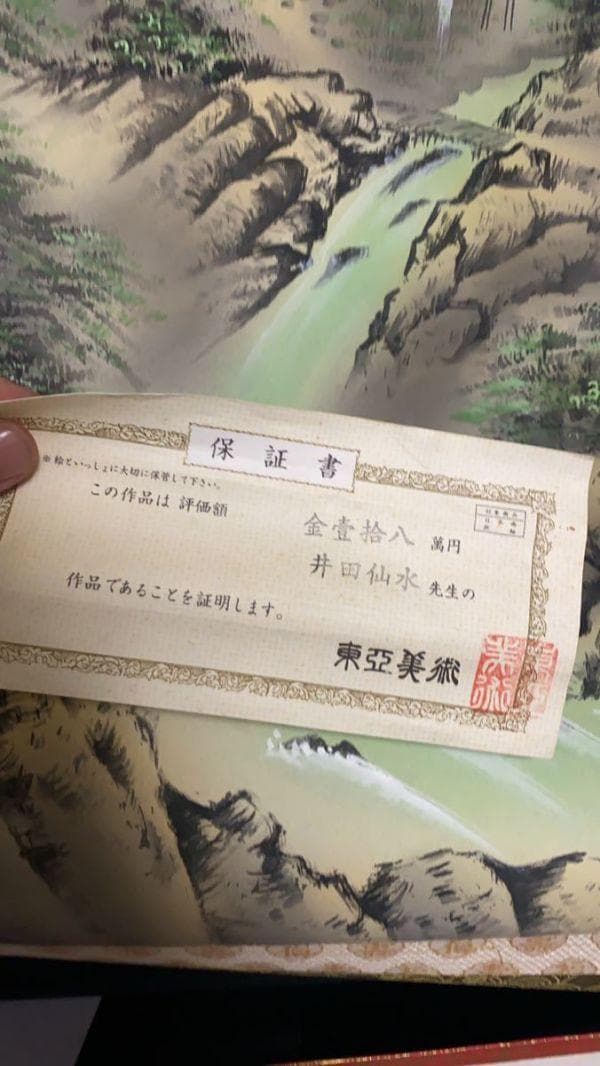 保証書
※絵といっしょに大切に保管して下さい。
この作品は 評価額
金壹拾八 萬円
井田仙水 先生の
作品であることを証明します。
東亞美術